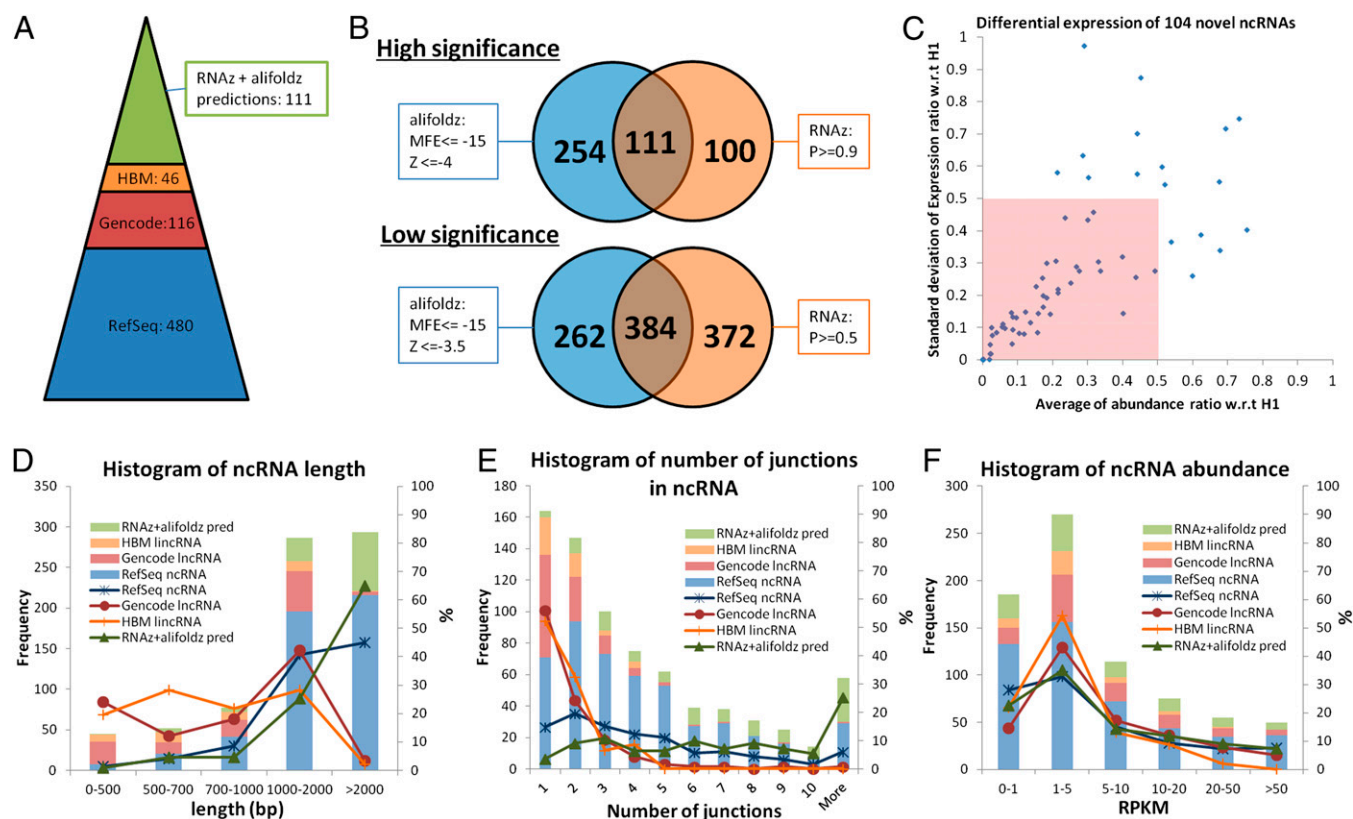 A
RNAz + alifoldz
predictions: 111
HBM: 46
Gencode:116
RefSeq: 480
B
High significance
alifoldz:
MFE<= -15
Z <=-4
254
111
100
RNAz:
P>=0.9
Low significance
alifoldz:
MFE<= -15
Z <=-3.5
262
384
372
RNAz:
P>=0.5
C
Differential expression of 104 novel ncRNAs
Standard deviation of Expression ratio w.r.t H1
1
0.9
0.8
0.7
0.6
0.5
0.4
0.3
0.2
0.1
0
0 0.1 0.2 0.3 0.4 0.5 0.6 0.7 0.8 0.9 1
Average of abundance ratio w.r.t H1
D
Histogram of ncRNA length
Frequency
350
300
250
200
150
100
50
0
RNAz+alifoldz pred
HBM lincRNA
Gencode lncRNA
RefSeq ncRNA
RefSeq ncRNA
Gencode lncRNA
HBM lincRNA
RNAz+alifoldz pred
100
90
80
70
60
50
40
30
20
10
0
%
0-500 500-700 700-1000 1000-2000 >2000
length (bp)
E
Histogram of number of junctions
in ncRNA
Frequency
180
160
140
120
100
80
60
40
20
0
RNAz+alifoldz pred
HBM lincRNA
Gencode lncRNA
RefSeq ncRNA
RefSeq ncRNA
Gencode lncRNA
HBM lincRNA
RNAz+alifoldz pred
100
90
80
70
60
50
40
30
20
10
0
%
1 2 3 4 5 6 7 8 9 10 More
Number of junctions
F
Histogram of ncRNA abundance
Frequency
300
250
200
150
100
50
0
RNAz+alifoldz pred
HBM lincRNA
Gencode lncRNA
RefSeq ncRNA
RefSeq ncRNA
Gencode lncRNA
HBM lincRNA
RNAz+alifoldz pred
100
90
80
70
60
50
40
30
20
10
0
%
0-1 1-5 5-10 10-20 20-50 >50
RPKM